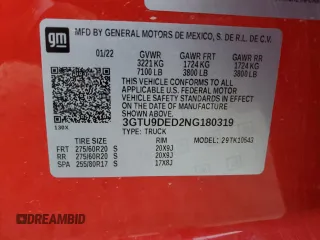 gm
MFD BY GENERAL MOTORS DE MEXICO, S. DE R.L. DE C.V.
01/22 GVWR GAWR FRT GAWR RR
3221 KG 1724 KG 1724 KG
7100 LB 3800 LB 3800 LB
THIS VEHICLE CONFORMS TO ALL
APPLICABLE U.S. FEDERAL MOTOR
VEHICLE SAFETY STANDARDS IN EFFECT
ON THE DATE OF MANUFACTURE
SHOWN ABOVE.
3GTU9DED2NG180319
TYPE: TRUCK
MODEL: 29TK10543
130X
TIRE SIZE RIM
FRT 275/60R20 S 20X9J
RR 275/60R20 S 20X9J
SPA 255/80R17 S 17X8J
DREAMBID